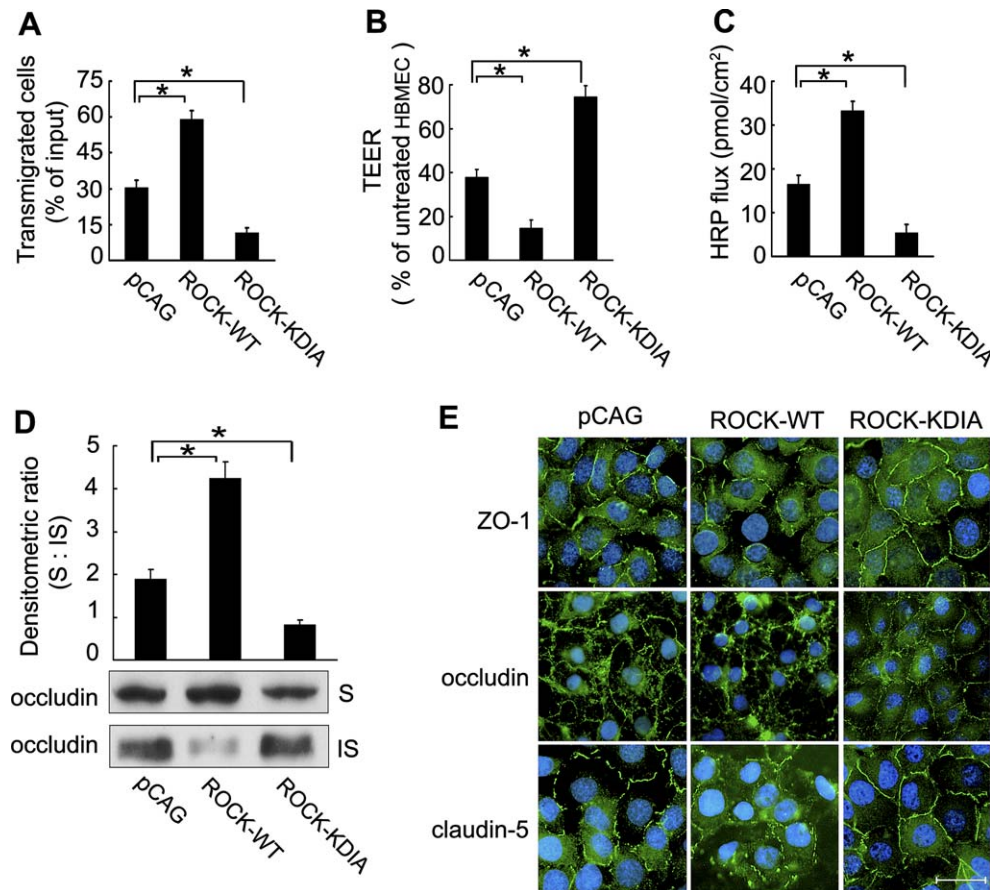 A
Transmigrated cells
(% of input)
75
60
45
30
15
0
*
*
pCAG
ROCK-WT
ROCK-KDIA
B
TEER
( % of untreated HBMEC )
80
60
40
20
0
*
*
pCAG
ROCK-WT
ROCK-KDIA
C
HRP flux (pmol/cm²)
40
30
20
10
0
*
*
pCAG
ROCK-WT
ROCK-KDIA
D
Densitometric ratio
(S : IS)
5
4
3
2
1
0
*
*
occludin S
occludin IS
pCAG
ROCK-WT
ROCK-KDIA
E
pCAG ROCK-WT ROCK-KDIA
ZO-1
occludin
claudin-5